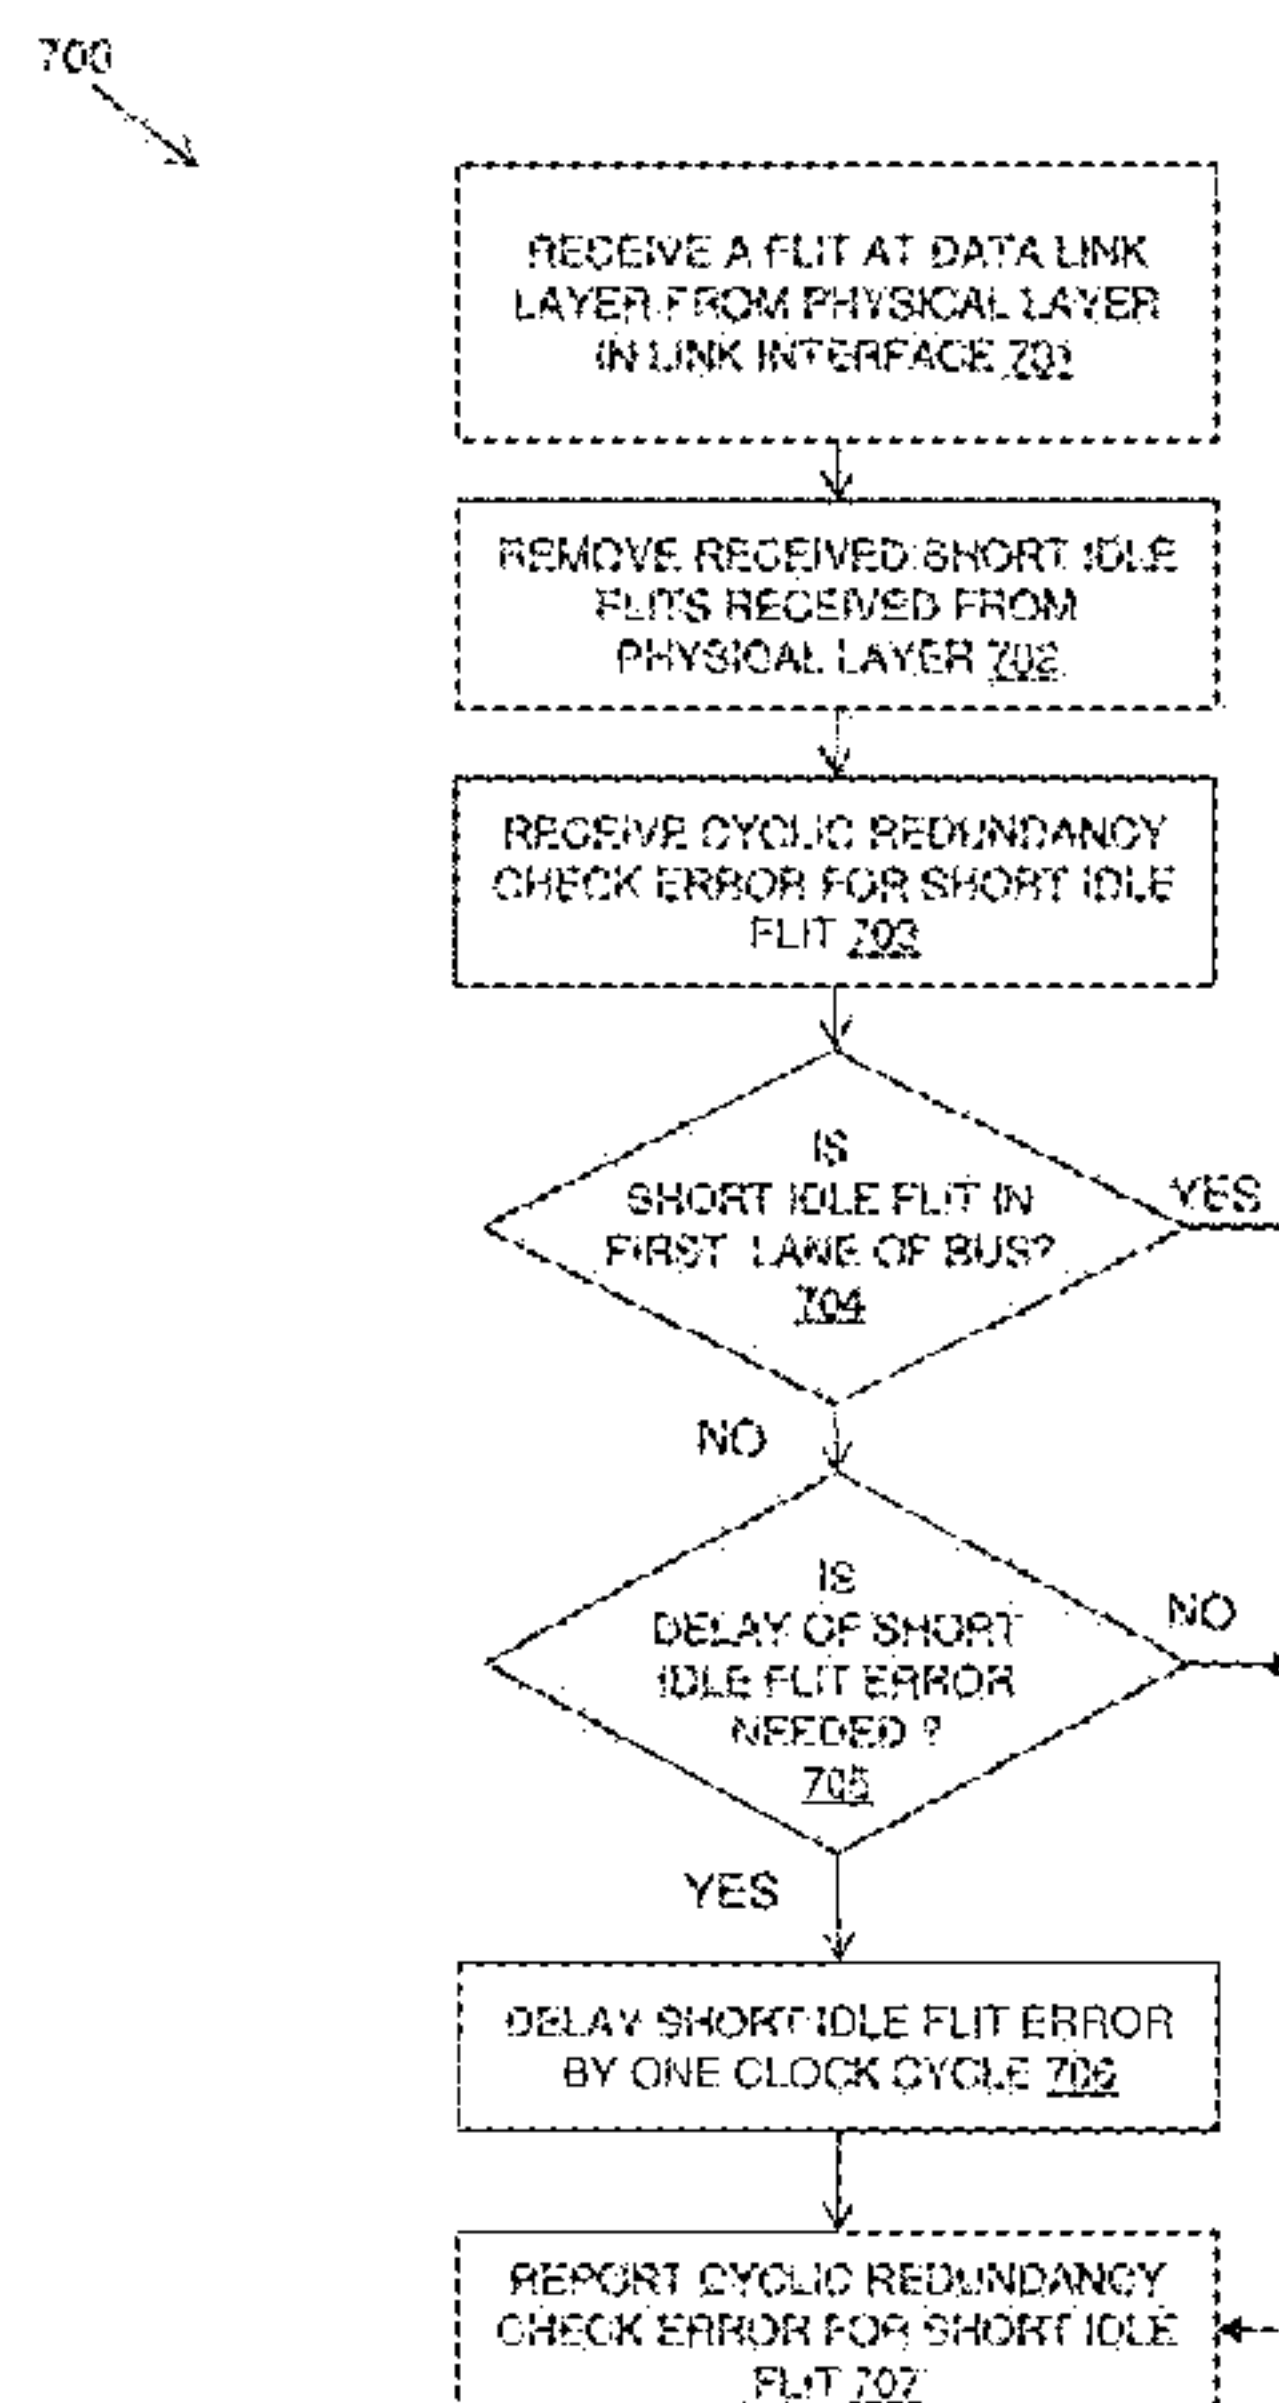 700
RECEIVE A FLIT AT DATA LINK
LAYER FROM PHYSICAL LAYER
IN LINK INTERFACE 701
REMOVE RECEIVED SHORT IDLE
FLITS RECEIVED FROM
PHYSICAL LAYER 702
RECEIVE CYCLIC REDUNDANCY
CHECK ERROR FOR SHORT IDLE
FLIT 703
IS
SHORT IDLE FLIT IN
FIRST LANE OF BUS?
704
YES
NO
IS
DELAY OF SHORT
IDLE FLIT ERROR
NEEDED ?
705
NO
YES
DELAY SHORT IDLE FLIT ERROR
BY ONE CLOCK CYCLE 706
REPORT CYCLIC REDUNDANCY
CHECK ERROR FOR SHORT IDLE
FLIT 707